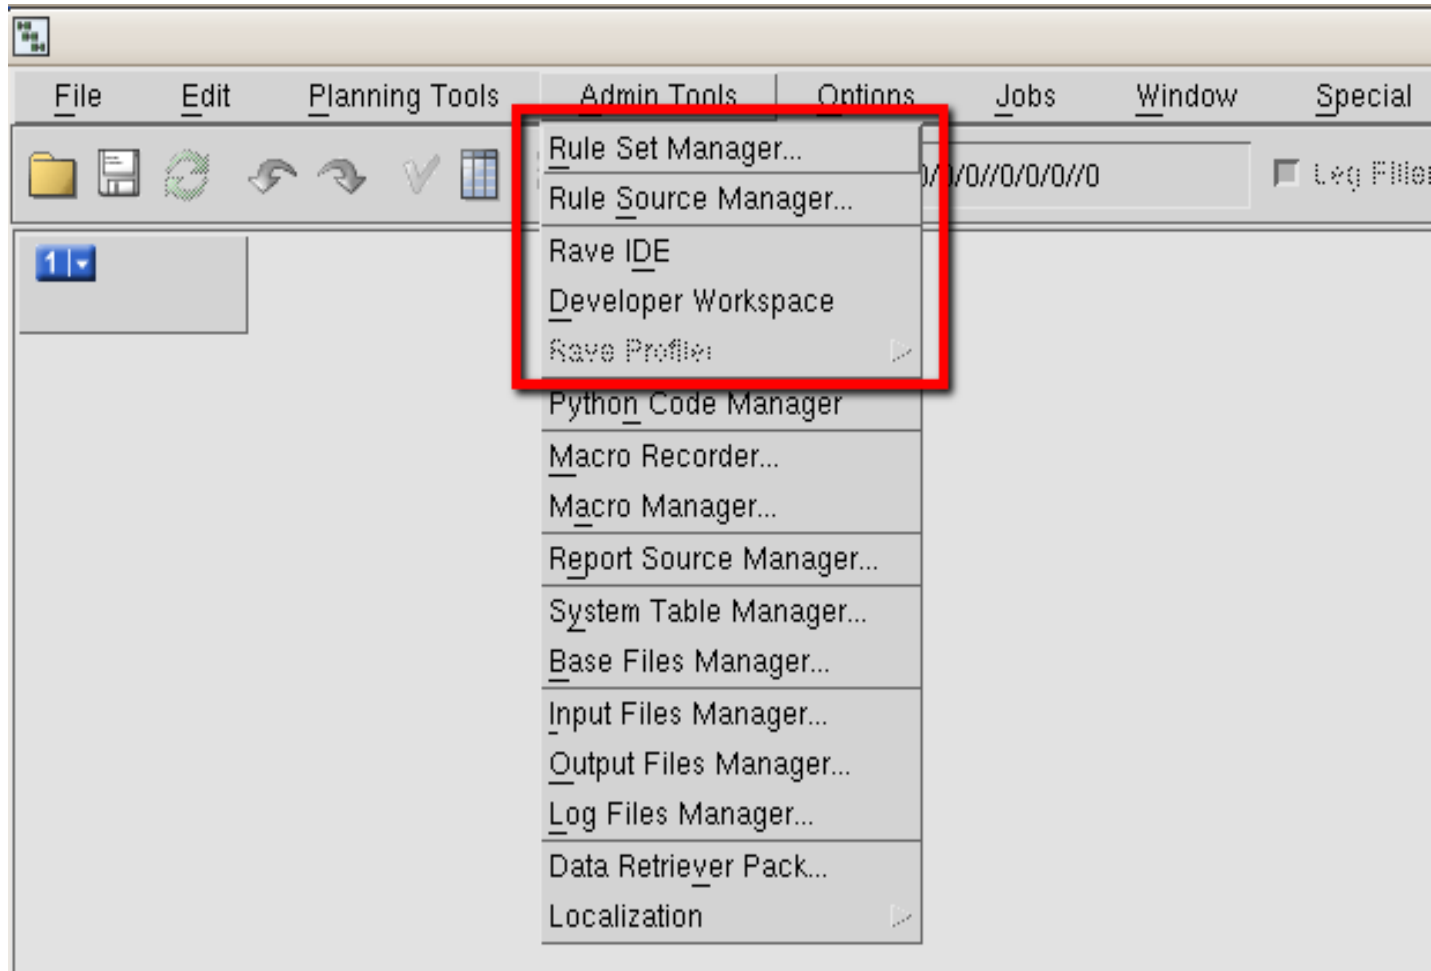 File Edit Planning Tools Admin Tools Options Jobs Window Special
Rule Set Manager...
/0/0//0/0/0//0 Leg Filter
Rule Source Manager...
1
Rave IDE
Developer Workspace
Rave Profiler
Python Code Manager
Macro Recorder...
Macro Manager...
Report Source Manager...
System Table Manager...
Base Files Manager...
Input Files Manager...
Output Files Manager...
Log Files Manager...
Data Retriever Pack...
Localization